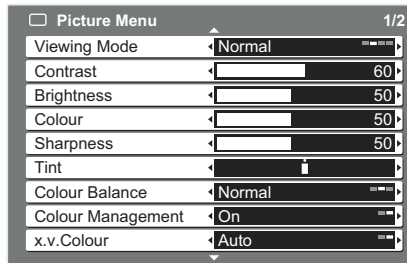 Picture Menu 1/2
Viewing Mode Normal
Contrast 60
Brightness 50
Colour 50
Sharpness 50
Tint
Colour Balance Normal
Colour Management On
x.v.Colour Auto